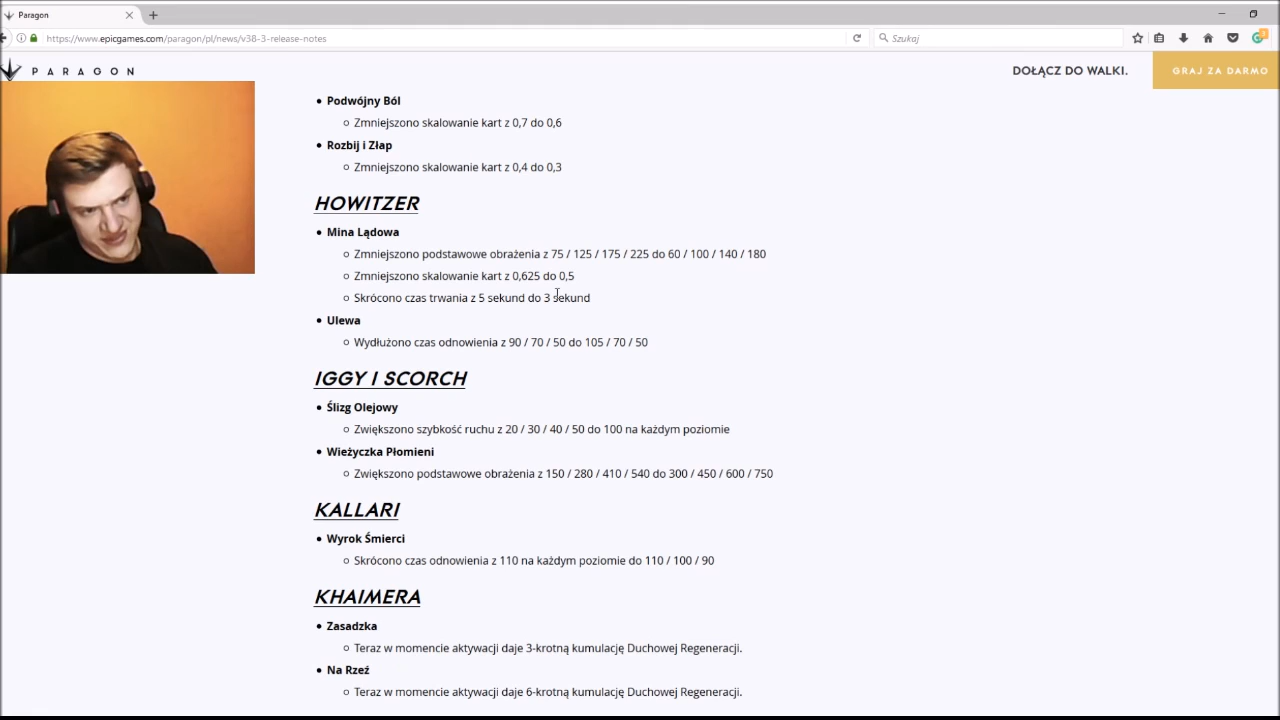 Paragon
https://www.epicgames.com/paragon/pl/news/v38-3-release-notes
Szukaj
3
PARAGON
DOŁĄCZ DO WALKI.
GRAJ ZA DARMO
Podwójny Ból
Zmniejszono skalowanie kart z 0,7 do 0,6
Rozbij i Złap
Zmniejszono skalowanie kart z 0,4 do 0,3
HOWITZER
Mina Lądowa
Zmniejszono podstawowe obrażenia z 75 / 125 / 175 / 225 do 60 / 100 / 140 / 180
Zmniejszono skalowanie kart z 0,625 do 0,5
Skrócono czas trwania z 5 sekund do 3 sekund
Ulewa
Wydłużono czas odnowienia z 90 / 70 / 50 do 105 / 70 / 50
IGGY I SCORCH
Ślizg Olejowy
Zwiększono szybkość ruchu z 20 / 30 / 40 / 50 do 100 na każdym poziomie
Wieżyczka Płomieni
Zwiększono podstawowe obrażenia z 150 / 280 / 410 / 540 do 300 / 450 / 600 / 750
KALLARI
Wyrok Śmierci
Skrócono czas odnowienia z 110 na każdym poziomie do 110 / 100 / 90
KHAIMERA
Zasadzka
Teraz w momencie aktywacji daje 3-krotną kumulację Duchowej Regeneracji.
Na Rzeź
Teraz w momencie aktywacji daje 6-krotną kumulację Duchowej Regeneracji.